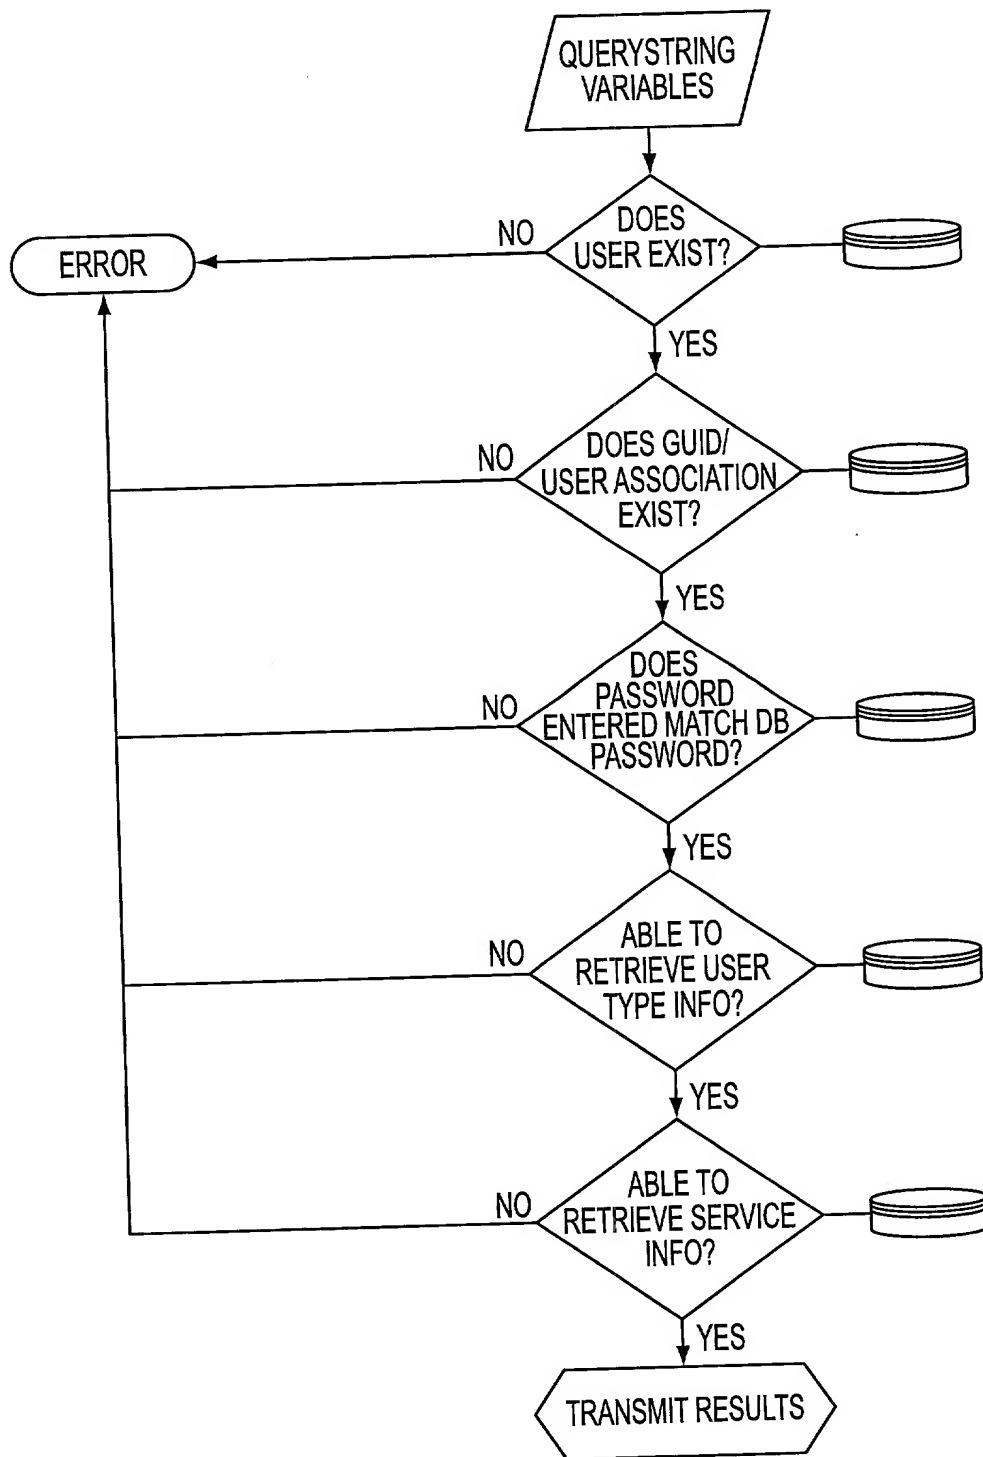 QUERYSTRING
VARIABLES
DOES
USER EXIST?
NO
ERROR
YES
DOES GUID/
USER ASSOCIATION
EXIST?
NO
YES
DOES
PASSWORD
ENTERED MATCH DB
PASSWORD?
NO
YES
ABLE TO
RETRIEVE USER
TYPE INFO?
NO
YES
ABLE TO
RETRIEVE SERVICE
INFO?
NO
YES
TRANSMIT RESULTS